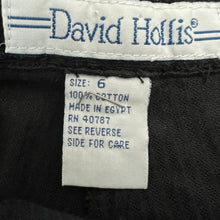 David Hollis®
SIZE: 6
100% COTTON
MADE IN EGYPT
RN 40787
SEE REVERSE
SIDE FOR CARE